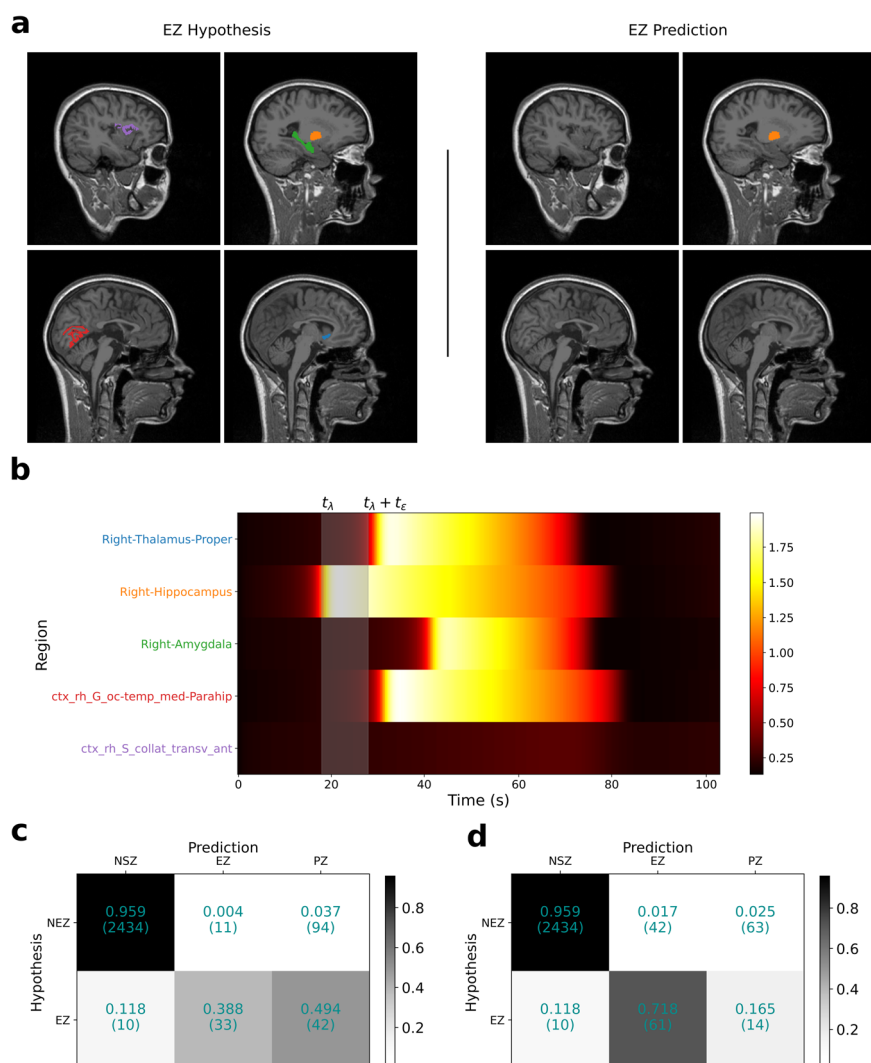 a
EZ Hypothesis
EZ Prediction
b
tλ
tλ + tε
Region
Right-Thalamus-Proper
Right-Hippocampus
Right-Amygdala
ctx_rh_G_oc-temp_med-Parahip
ctx_rh_S_collat_transv_ant
1.75
1.50
1.25
1.00
0.75
0.50
0.25
0
20
40
60
80
100
Time (s)
c
Prediction
NSZ
EZ
PZ
Hypothesis
NEZ
0.959
(2434)
0.004
(11)
0.037
(94)
EZ
0.118
(10)
0.388
(33)
0.494
(42)
0.8
0.6
0.4
0.2
d
Prediction
NSZ
EZ
PZ
Hypothesis
NEZ
0.959
(2434)
0.017
(42)
0.025
(63)
EZ
0.118
(10)
0.718
(61)
0.165
(14)
0.8
0.6
0.4
0.2